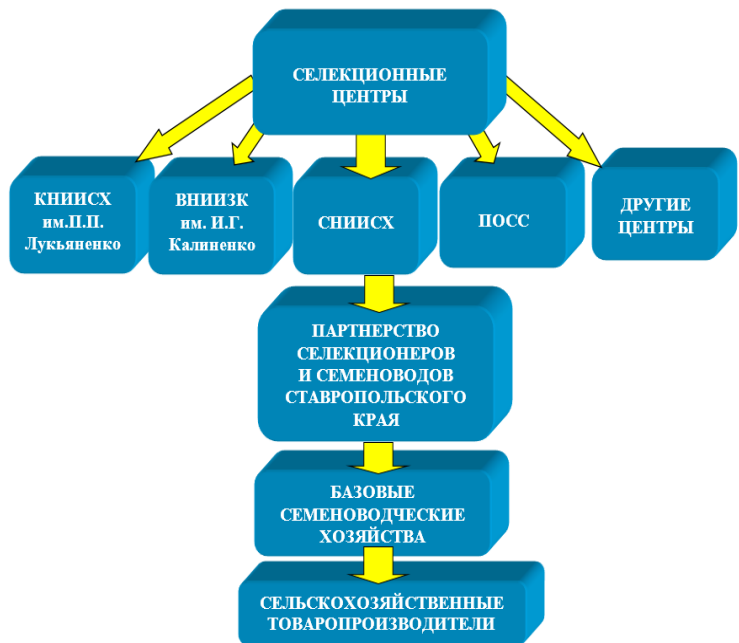 СЕЛЕКЦИОННЫЕ
ЦЕНТРЫ
КНИИСХ
им.П.П.
Лукьяненко
ВНИИЗК
им. И.Г.
Калиненко
СНИИСХ
ПОСС
ДРУГИЕ
ЦЕНТРЫ
ПАРТНЕРСТВО
СЕЛЕКЦИОНЕРОВ
И СЕМЕНОВОДОВ
СТАВРОПОЛЬСКОГО
КРАЯ
БАЗОВЫЕ
СЕМЕНОВОДЧЕСКИЕ
ХОЗЯЙСТВА
СЕЛЬСКОХОЗЯЙСТВЕННЫЕ
ТОВАРОПРОИЗВОДИТЕЛИ